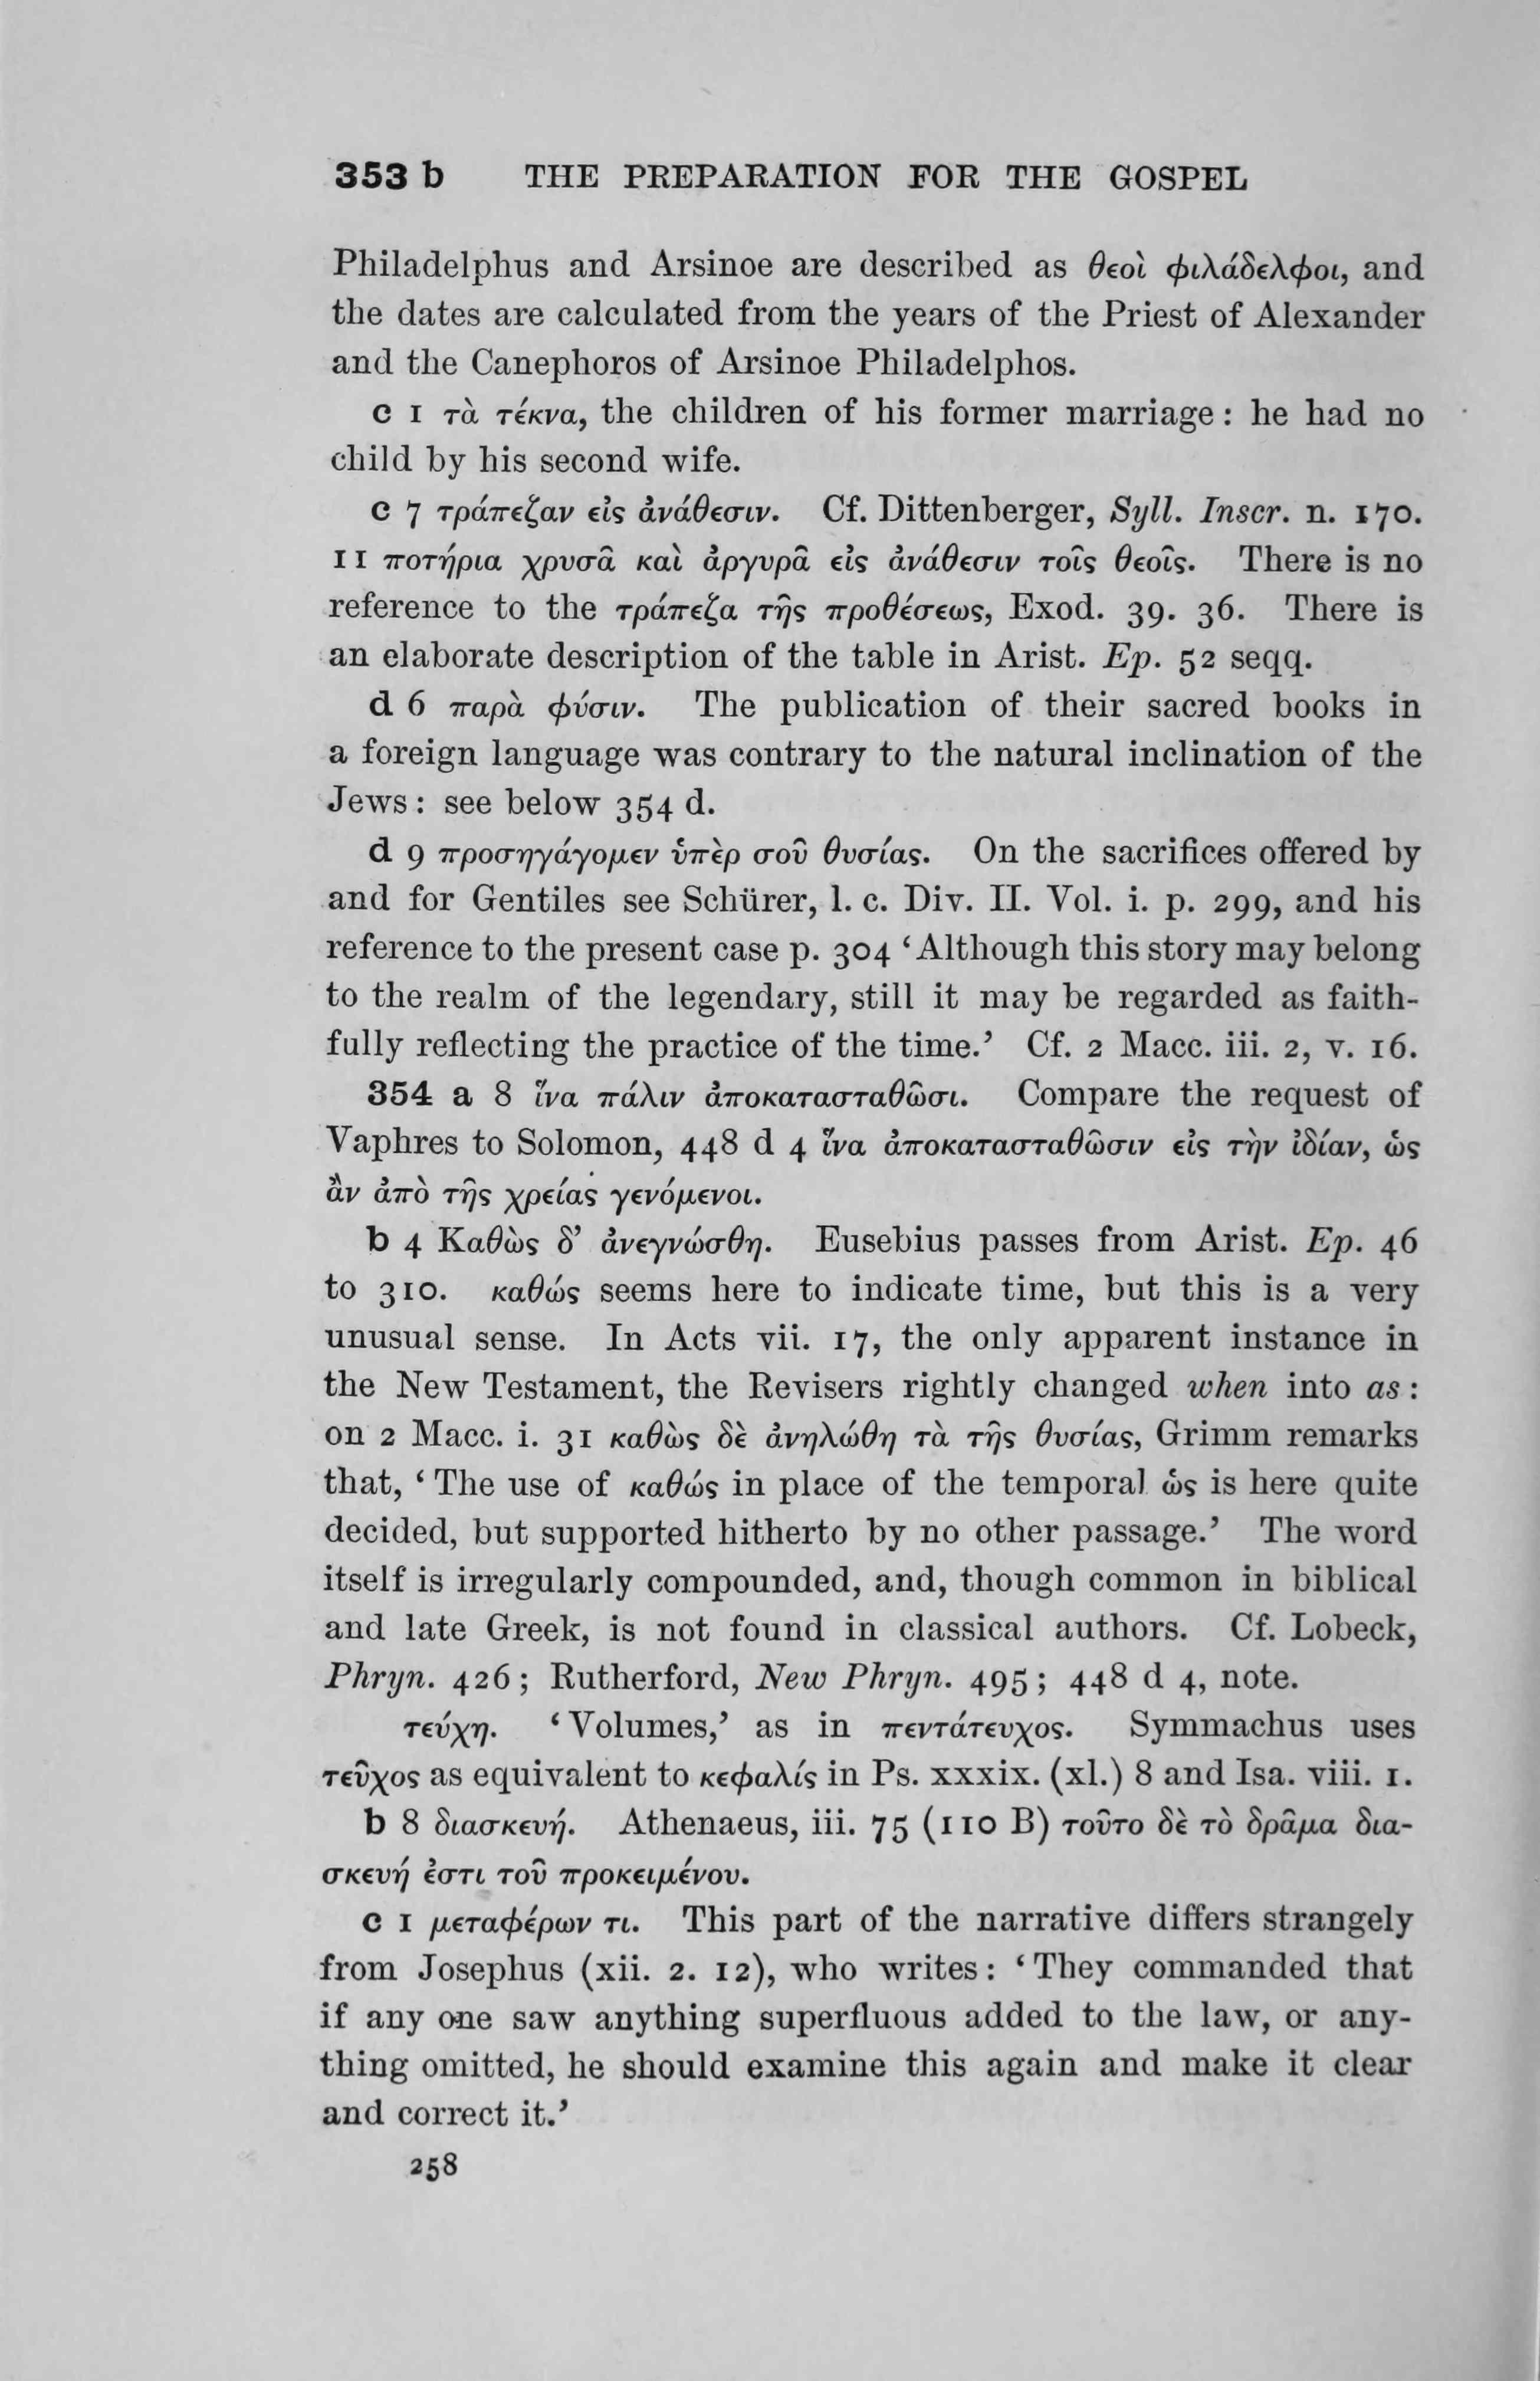 353 b THE PREPARATION FOR THE GOSPEL
Philadelphus and Arsinoe are described as θεοὶ φιλάδελφοι, and
the dates are calculated from the years of the Priest of Alexander
and the Canephoros of Arsinoe Philadelphos.
c 1 τὰ τέκνα, the children of his former marriage: he had no
child by his second wife.
c 7 τράπεζαν εἰς ἀνάθεσιν. Cf. Dittenberger, Syll. Inscr. n. 170.
11 ποτήρια χρυσᾶ καὶ ἀργυρᾶ εἰς ἀνάθεσιν τοῖς θεοῖς. There is no
reference to the τράπεζα τῆς προθέσεως, Exod. 39. 36. There is
an elaborate description of the table in Arist. Ep. 52 seqq.
d 6 παρὰ φύσιν. The publication of their sacred books in
a foreign language was contrary to the natural inclination of the
Jews: see below 354 d.
d 9 προσηγάγομεν ὑπὲρ σοῦ θυσίας. On the sacrifices offered by
and for Gentiles see Schürer, l. c. Div. II. Vol. i. p. 299, and his
reference to the present case p. 304 ‘Although this story may belong
to the realm of the legendary, still it may be regarded as faith-
fully reflecting the practice of the time.’ Cf. 2 Macc. iii. 2, v. 16.
354 a 8 ἵνα πάλιν ἀποκατασταθῶσι. Compare the request of
Vaphres to Solomon, 448 d 4 ἵνα ἀποκατασταθῶσιν εἰς τὴν ἰδίαν, ὡς
ἂν ἀπὸ τῆς χρείας γενόμενοι.
b 4 Καθὼς δ’ ἀνεγνώσθη. Eusebius passes from Arist. Ep. 46
to 310. καθώς seems here to indicate time, but this is a very
unusual sense. In Acts vii. 17, the only apparent instance in
the New Testament, the Revisers rightly changed when into as:
on 2 Macc. i. 31 καθὼς δὲ ἀνηλώθη τὰ τῆς θυσίας, Grimm remarks
that, ‘The use of καθώς in place of the temporal ὡς is here quite
decided, but supported hitherto by no other passage.’ The word
itself is irregularly compounded, and, though common in biblical
and late Greek, is not found in classical authors. Cf. Lobeck,
Phryn. 426; Rutherford, New Phryn. 495; 448 d 4, note.
τεύχη. ‘Volumes,’ as in πεντάτευχος. Symmachus uses
τεῦχος as equivalent to κεφαλίς in Ps. xxxix. (xl.) 8 and Isa. viii. 1.
b 8 διασκευή. Athenaeus, iii. 75 (110 B) τοῦτο δὲ τὸ δρᾶμα δια-
σκευή ἐστι τοῦ προκειμένου.
c 1 μεταφέρων τι. This part of the narrative differs strangely
from Josephus (xii. 2. 12), who writes: ‘They commanded that
if any one saw anything superfluous added to the law, or any-
thing omitted, he should examine this again and make it clear
and correct it.’
258